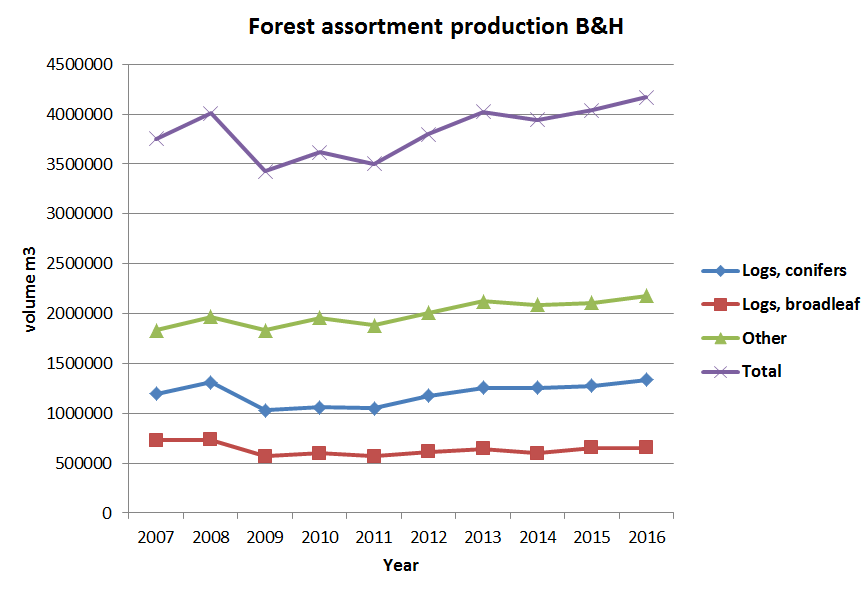 Forest assortment production B&H
4500000
4000000
3500000
3000000
2500000
2000000
1500000
1000000
500000
0
volume m3
2007 2008 2009 2010 2011 2012 2013 2014 2015 2016
Year
Logs, conifers
Logs, broadleaf
Other
Total